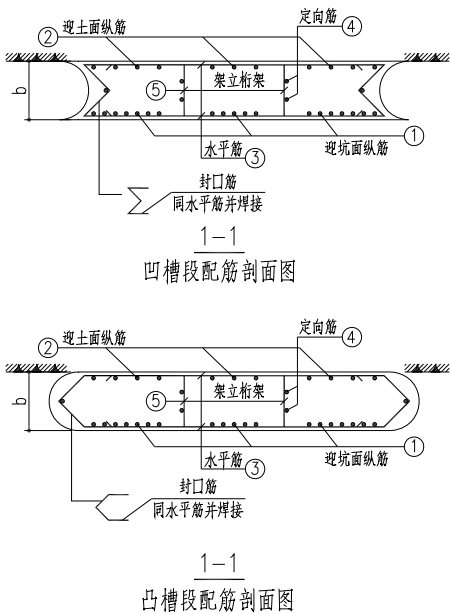 定向筋 ④
② 迎土面纵筋
b
⑤ 架立桁架
①
水平筋 ③ 迎坑面纵筋
封口筋
同水平筋并焊接
1-1
凹槽段配筋剖面图
定向筋 ④
② 迎土面纵筋
b
⑤ 架立桁架
①
水平筋 ③ 迎坑面纵筋
封口筋
同水平筋并焊接
1-1
凸槽段配筋剖面图